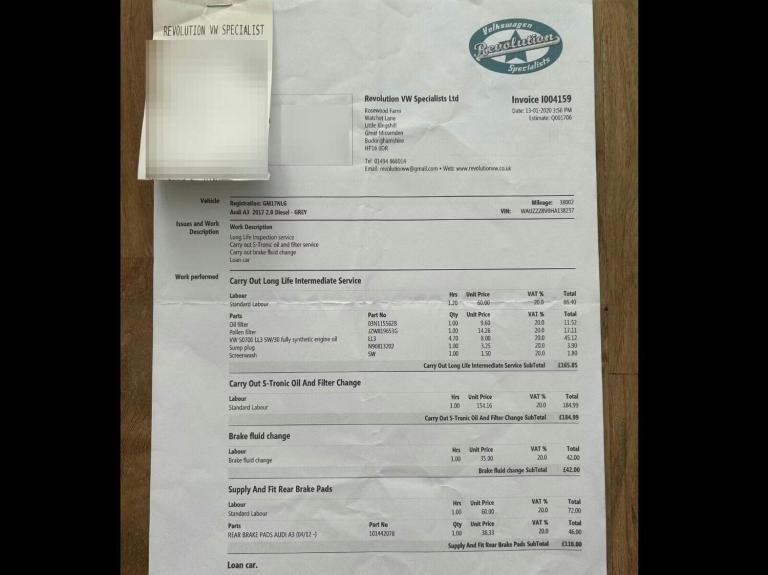 REVOLUTION VW SPECIALIST
Volkswagen
Revolution
Specialists
Revolution VW Specialists Ltd
Rosewood Farm
Watchet Lane
Little Kingshill
Great Missenden
Buckinghamshire
HP16 0DR
Tel: 01494 868014
Email: revolutionvw@gmail.com • Web: www.revolutionvw.co.uk
Invoice I004159
Date: 13-01-2020 3:56 PM
Estimate: Q001706
Vehicle Registration: GM17NLG Mileage: 38002
Audi A3 2017 2.0 Diesel - GREY VIN: WAUZZZ8V0HA138237
Issues and Work Description
Work Description
Long Life Inspection service
Carry out S-Tronic oil and filter service
Carry out brake fluid change
Loan car
Work performed
Carry Out Long Life Intermediate Service
Labour Hrs Unit Price VAT % Total
Standard Labour 1.20 60.00 20.0 86.40
Parts Part No Qty Unit Price VAT % Total
Oil filter 03N115562B 1.00 9.60 20.0 11.52
Pollen filter JZW819653G 1.00 14.26 20.0 17.11
VW 50700 LL3 5W/30 fully synthetic engine oil LL3 4.70 8.00 20.0 45.12
Sump plug N90813202 1.00 3.25 20.0 3.90
Screenwash SW 1.00 1.50 20.0 1.80
Carry Out Long Life Intermediate Service SubTotal £165.85
Carry Out S-Tronic Oil And Filter Change
Labour Hrs Unit Price VAT % Total
Standard Labour 1.00 154.16 20.0 184.99
Carry Out S-Tronic Oil And Filter Change SubTotal £184.99
Brake fluid change
Labour Hrs Unit Price VAT % Total
Brake fluid change 1.00 35.00 20.0 42.00
Brake fluid change SubTotal £42.00
Supply And Fit Rear Brake Pads
Labour Hrs Unit Price VAT % Total
Standard Labour 1.00 60.00 20.0 72.00
Parts Part No Qty Unit Price VAT % Total
REAR BRAKE PADS AUDI A3 (04/12 -) 101442078 1.00 38.33 20.0 46.00
Supply And Fit Rear Brake Pads SubTotal £118.00
Loan car.